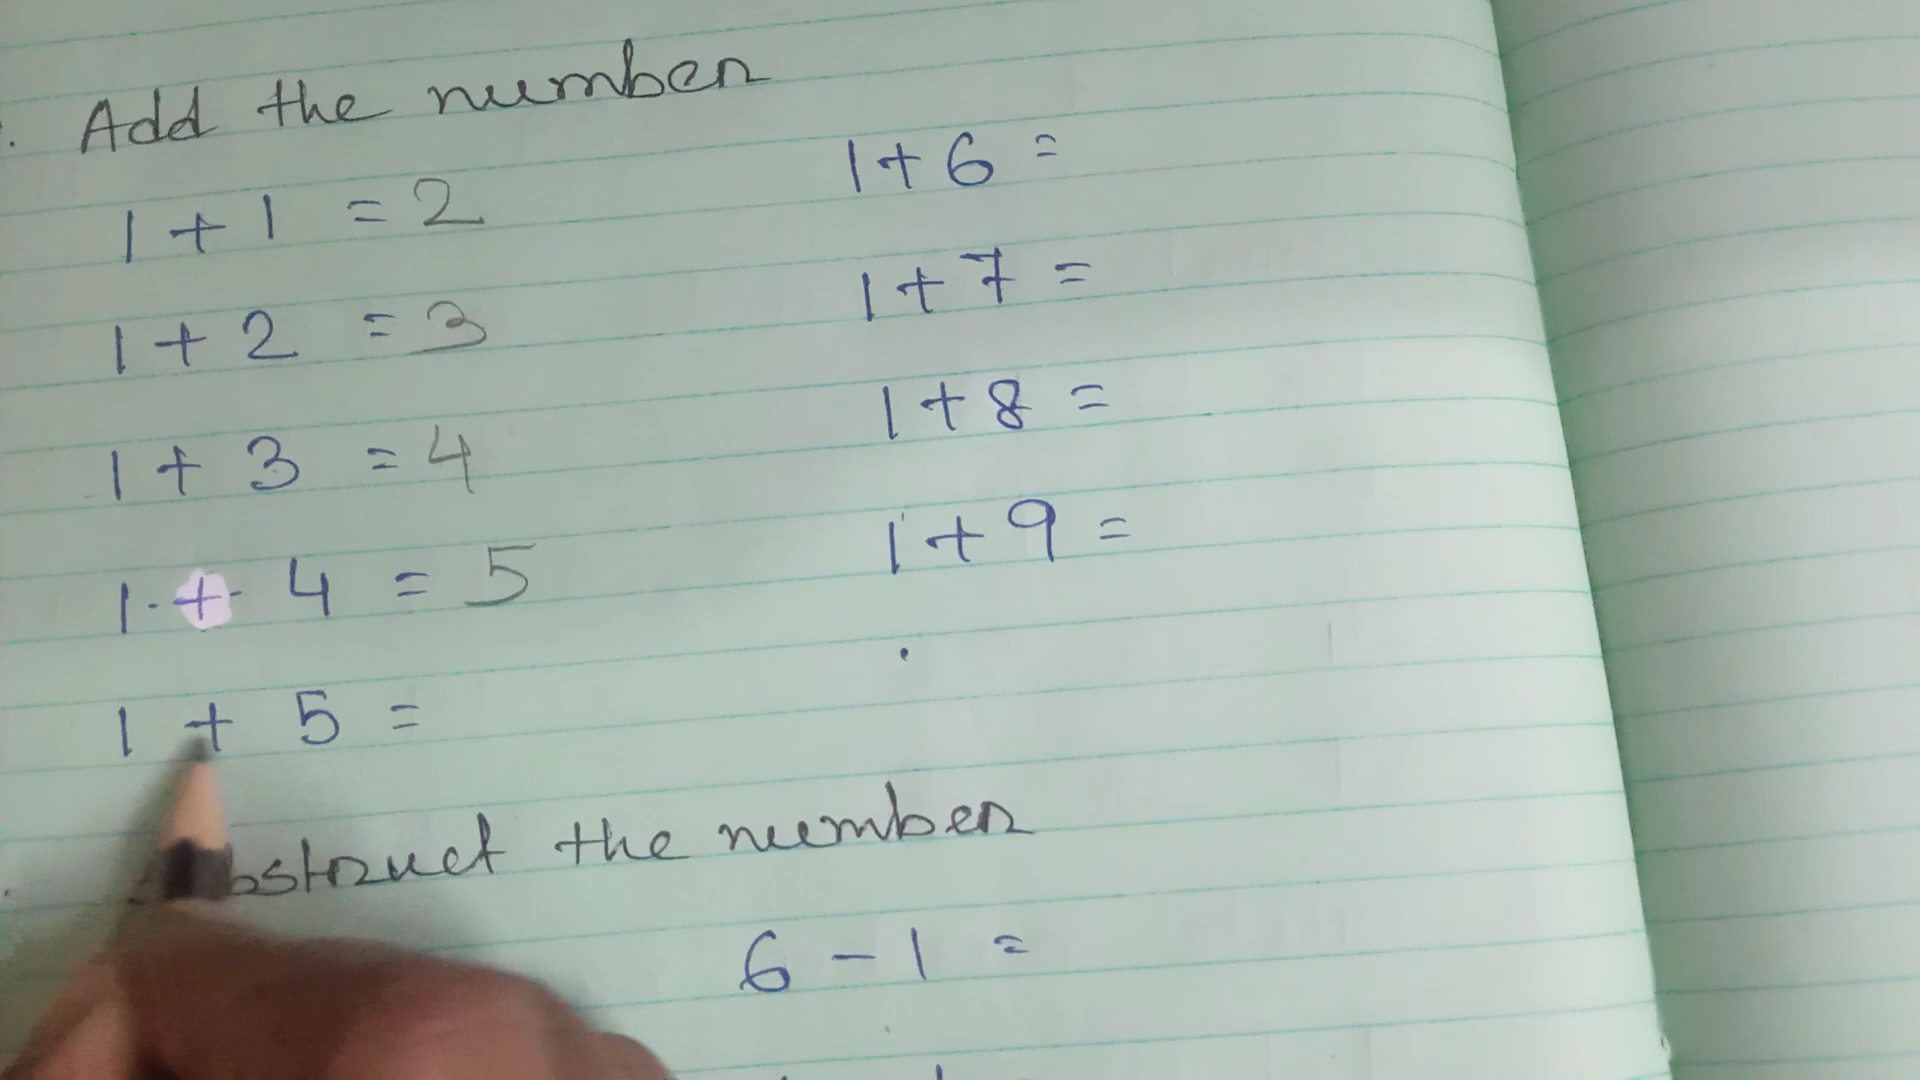 Add the number
1 + 1 = 2
1 + 2 = 3
1 + 3 = 4
1 + 4 = 5
1 + 5 =
1 + 6 =
1 + 7 =
1 + 8 =
1 + 9 =
the number
6 - 1 =